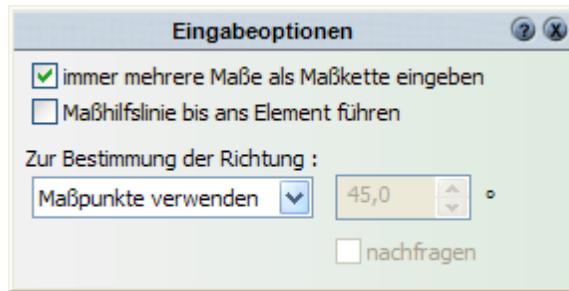 Eingabeoptionen ? X
immer mehrere Maße als Maßkette eingeben
Maßhilfslinie bis ans Element führen
Zur Bestimmung der Richtung :
Maßpunkte verwenden 45,0 °
nachfragen